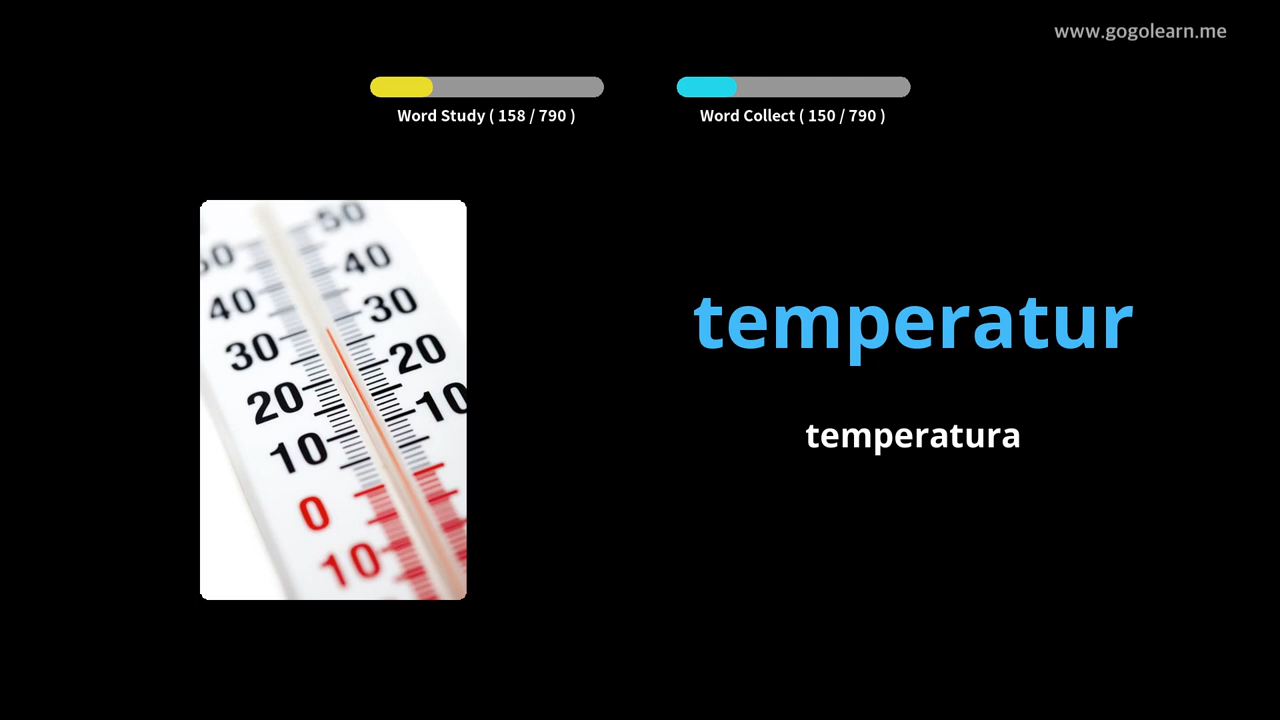 www.gogolearn.me
Word Study ( 158 / 790 )
Word Collect ( 150 / 790 )
50
50
40
40
30
30
20
20
10
10
0
10
temperatur
temperatura